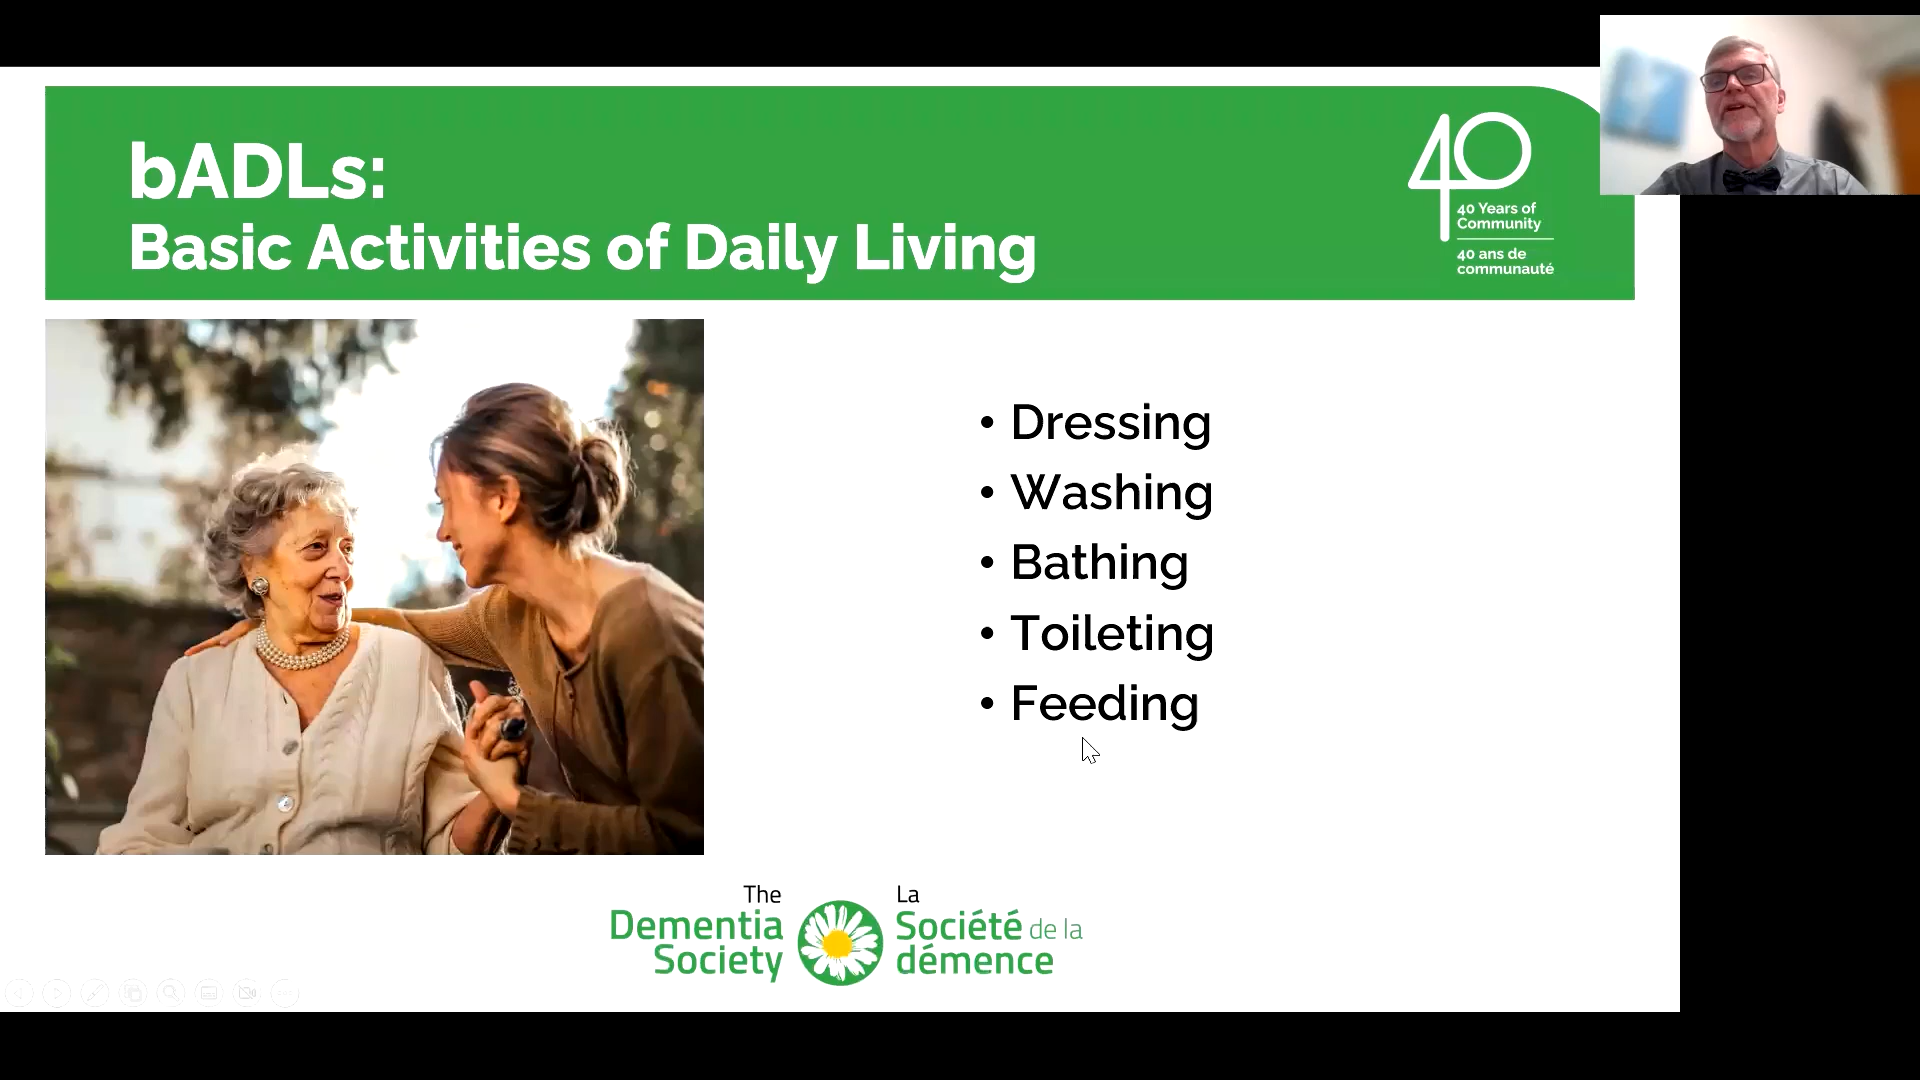 bADLs:
Basic Activities of Daily Living
40
40 Years of
Community
40 ans de
communauté
• Dressing
• Washing
• Bathing
• Toileting
• Feeding
The
Dementia
Society
La
Société de la
démence